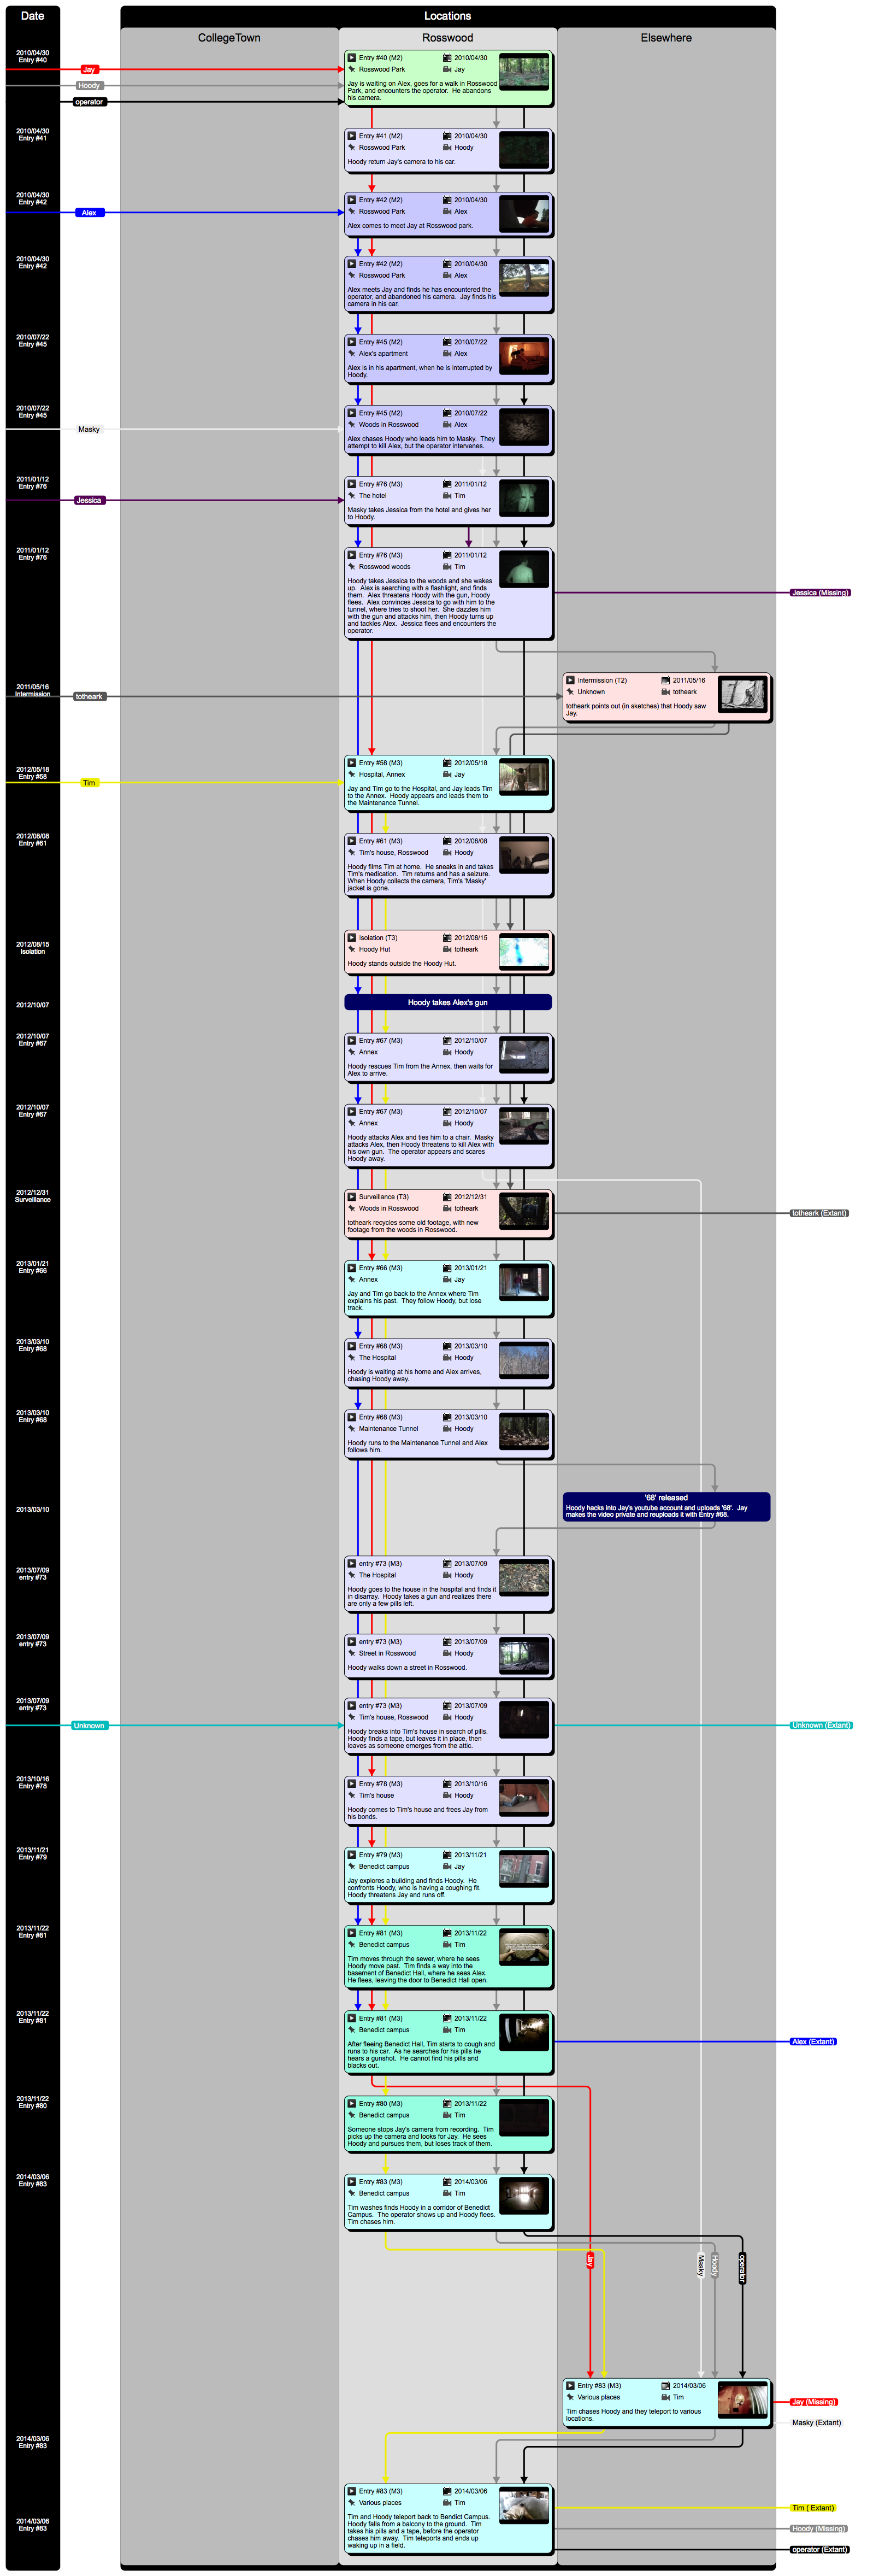 Date
Locations
CollegeTown
Rosswood
Elsewhere
2010/04/30
Entry #40
Jay
Hoody
operator
Entry #40 (M2)
2010/04/30
Rosswood Park
Jay
Jay is waiting on Alex, goes for a walk in Rosswood
Park, and encounters the operator. He abandons
his camera.
2010/04/30
Entry #41
Entry #41 (M2)
2010/04/30
Rosswood Park
Hoody
Hoody return Jay's camera to his car.
2010/04/30
Entry #42
Alex
Entry #42 (M2)
2010/04/30
Rosswood Park
Alex
Alex comes to meet Jay at Rosswood park.
2010/04/30
Entry #42
Entry #42 (M2)
2010/04/30
Rosswood Park
Alex
Alex meets Jay and finds he has encountered the
operator, and abandoned his camera. Jay finds his
camera in his car.
2010/07/22
Entry #45
Entry #45 (M2)
2010/07/22
Alex's apartment
Alex
Alex is in his apartment, when he is interrupted by
Hoody.
2010/07/22
Entry #45
Masky
Entry #45 (M2)
2010/07/22
Woods in Rosswood
Alex
Alex chases Hoody who leads him to Masky. They
attempt to kill Alex, but the operator intervenes.
2011/01/12
Entry #76
Jessica
Entry #76 (M3)
2011/01/12
The hotel
Tim
Masky takes Jessica from the hotel and gives her
to Hoody.
2011/01/12
Entry #76
Entry #76 (M3)
2011/01/12
Rosswood woods
Tim
Hoody takes Jessica to the woods and she wakes
up. Alex is searching with a flashlight, and finds
them. Alex threatens Hoody with the gun, Hoody
flees. Alex convinces Jessica to go with him to the
tunnel, where tries to shoot her. She dazzles him
with the gun and attacks him, then Hoody turns up
and tackles Alex. Jessica flees and encounters the
operator.
Jessica (Missing)
2011/05/16
Intermission
totheark
Intermission (T2)
2011/05/16
Unknown
totheark
totheark points out (in sketches) that Hoody saw
Jay.
2012/05/18
Entry #58
Tim
Entry #58 (M3)
2012/05/18
Hospital, Annex
Jay
Jay and Tim go to the Hospital, and Jay leads Tim
to the Annex. Hoody appears and leads them to
the Maintenance Tunnel.
2012/08/08
Entry #61
Entry #61 (M3)
2012/08/08
Tim's house, Rosswood
Hoody
Hoody films Tim at home. He sneaks in and takes
Tim's medication. Tim returns and has a seizure.
When Hoody collects the camera, Tim's 'Masky'
jacket is gone.
2012/08/15
Isolation
Isolation (T3)
2012/08/15
Hoody Hut
totheark
Hoody stands outside the Hoody Hut.
2012/10/07
Hoody takes Alex's gun
2012/10/07
Entry #67
Entry #67 (M3)
2012/10/07
Annex
Hoody
Hoody rescues Tim from the Annex, then waits for
Alex to arrive.
2012/10/07
Entry #67
Entry #67 (M3)
2012/10/07
Annex
Hoody
Hoody attacks Alex and ties him to a chair. Masky
attacks Alex, then Hoody threatens to kill Alex with
his own gun. The operator appears and scares
Hoody away.
2012/12/31
Surveillance
Surveillance (T3)
2012/12/31
Woods in Rosswood
totheark
totheark recycles some old footage, with new
footage from the woods in Rosswood.
totheark (Extant)
2013/01/21
Entry #66
Entry #66 (M3)
2013/01/21
Annex
Jay
Jay and Tim go back to the Annex where Tim
explains his past. They follow Hoody, but lose
track.
2013/03/10
Entry #68
Entry #68 (M3)
2013/03/10
The Hospital
Hoody
Hoody is waiting at his home and Alex arrives,
chasing Hoody away.
2013/03/10
Entry #68
Entry #68 (M3)
2013/03/10
Maintenance Tunnel
Hoody
Hoody runs to the Maintenance Tunnel and Alex
follows him.
2013/03/10
'68' released
Hoody hacks into Jay's youtube account and uploads '68'. Jay
makes the video private and reuploads it with Entry #68.
2013/07/09
entry #73
entry #73 (M3)
2013/07/09
The Hospital
Hoody
Hoody goes to the house in the hospital and finds it
in disarray. Hoody takes a gun and realizes there
are only a few pills left.
2013/07/09
entry #73
entry #73 (M3)
2013/07/09
Street in Rosswood
Hoody
Hoody walks down a street in Rosswood.
2013/07/09
entry #73
Unknown
entry #73 (M3)
2013/07/09
Tim's house, Rosswood
Hoody
Hoody breaks into Tim's house in search of pills.
Hoody finds a tape, but leaves it in place, then
leaves as someone emerges from the attic.
Unknown (Extant)
2013/10/16
Entry #78
Entry #78 (M3)
2013/10/16
Tim's house
Hoody
Hoody comes to Tim's house and frees Jay from
his bonds.
2013/11/21
Entry #79
Entry #79 (M3)
2013/11/21
Benedict campus
Jay
Jay explores a building and finds Hoody. He
confronts Hoody, who is having a coughing fit.
Hoody threatens Jay and runs off.
2013/11/22
Entry #81
Entry #81 (M3)
2013/11/22
Benedict campus
Tim
Tim moves through the sewer, where he sees
Hoody move past. Tim finds a way into the
basement of Benedict Hall, where he sees Alex.
He flees, leaving the door to Benedict Hall open.
2013/11/22
Entry #81
Entry #81 (M3)
2013/11/22
Benedict campus
Tim
After fleeing Benedict Hall, Tim starts to cough and
runs to his car. As he searches for his pills he
hears a gunshot. He cannot find his pills and
blacks out.
Alex (Extant)
2013/11/22
Entry #80
Entry #80 (M3)
2013/11/22
Benedict campus
Tim
Someone stops Jay's camera from recording. Tim
picks up the camera and looks for Jay. He sees
Hoody and pursues them, but loses track of them.
2014/03/06
Entry #83
Entry #83 (M3)
2014/03/06
Benedict campus
Tim
Tim washes finds Hoody in a corridor of Benedict
Campus. The operator shows up and Hoody flees.
Tim chases him.
Jay
Masky
Hoody
operator
Entry #83 (M3)
2014/03/06
Various places
Tim
Tim chases Hoody and they teleport to various
locations.
Jay (Missing)
Masky (Extant)
2014/03/06
Entry #83
Entry #83 (M3)
2014/03/06
Various places
Tim
Tim and Hoody teleport back to Bendict Campus.
Hoody falls from a balcony to the ground. Tim
takes his pills and a tape, before the operator
chases him away. Tim teleports and ends up
waking up in a field.
Tim ( Extant)
2014/03/06
Entry #83
Hoody (Missing)
operator (Extant)